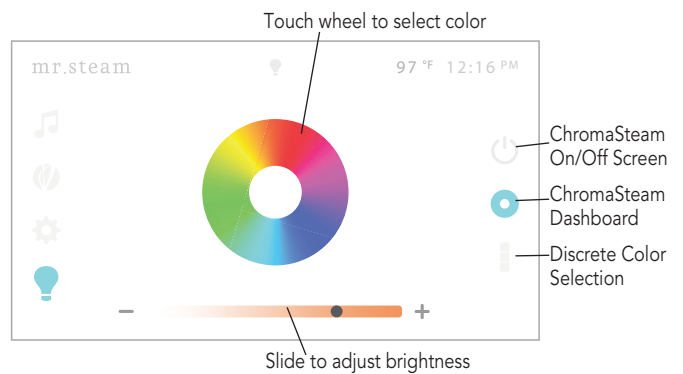 Touch wheel to select color
mr.steam
97 °F 12:16 PM
ChromaSteam
On/Off Screen
ChromaSteam
Dashboard
Discrete Color
Selection
− +
Slide to adjust brightness